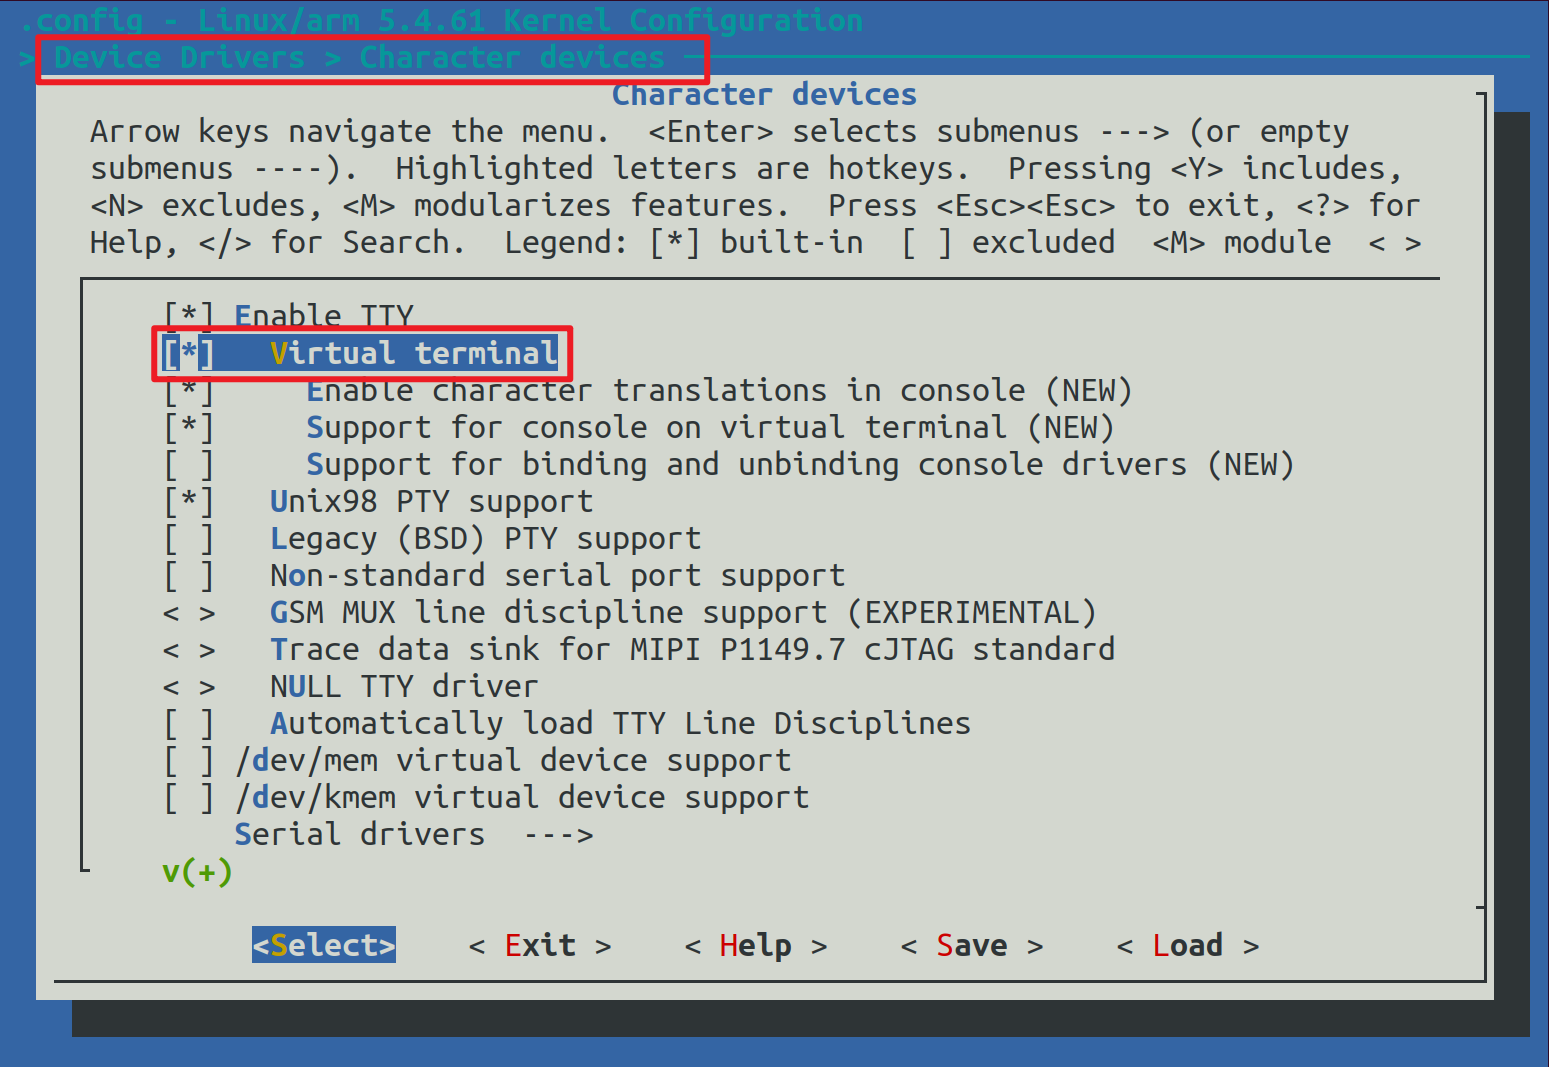 .config - Linux/arm 5.4.61 Kernel Configuration
> Device Drivers > Character devices
Character devices
Arrow keys navigate the menu.  <Enter> selects submenus ---> (or empty
submenus ----).  Highlighted letters are hotkeys.  Pressing <Y> includes,
<N> excludes, <M> modularizes features.  Press <Esc><Esc> to exit, <?> for
Help, </> for Search.  Legend: [*] built-in  [ ] excluded  <M> module  < >
[*] Enable TTY
[*]   Virtual terminal
[*]     Enable character translations in console (NEW)
[*]     Support for console on virtual terminal (NEW)
[ ]     Support for binding and unbinding console drivers (NEW)
[*]   Unix98 PTY support
[ ]   Legacy (BSD) PTY support
[ ]   Non-standard serial port support
< >   GSM MUX line discipline support (EXPERIMENTAL)
< >   Trace data sink for MIPI P1149.7 cJTAG standard
< >   NULL TTY driver
[ ]   Automatically load TTY Line Disciplines
[ ] /dev/mem virtual device support
[ ] /dev/kmem virtual device support
Serial drivers  --->
v(+)
<Select>    < Exit >    < Help >    < Save >    < Load >